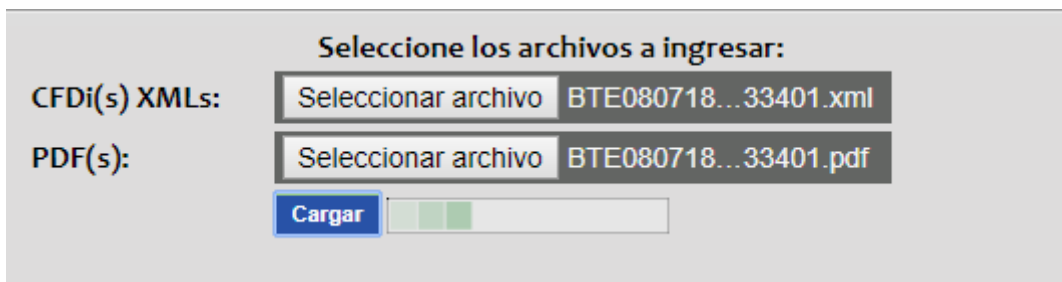 Seleccione los archivos a ingresar:
CFDi(s) XMLs: Seleccionar archivo BTE080718...33401.xml
PDF(s): Seleccionar archivo BTE080718...33401.pdf
Cargar